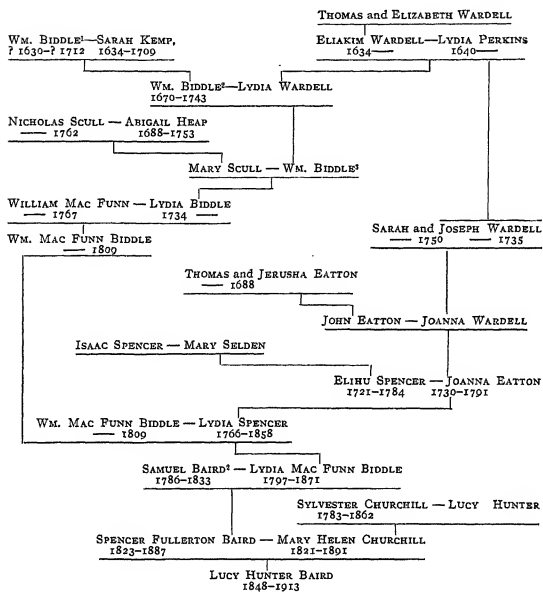 Thomas and Elizabeth Wardell
Wm. Biddle¹—Sarah Kemp,
? 1630-? 1712 1634-1709
Eliakim Wardell—Lydia Perkins
1634— 1640—
Wm. Biddle²—Lydia Wardell
1670-1743
Nicholas Scull — Abigail Heap
— 1762 1688-1753
Mary Scull — Wm. Biddle³
William Mac Funn — Lydia Biddle
— 1767 1734 —
Wm. Mac Funn Biddle
— 1809
Sarah and Joseph Wardell
— 1750 — 1735
Thomas and Jerusha Eatton
— 1688
John Eatton — Joanna Wardell
Isaac Spencer — Mary Selden
Elihu Spencer — Joanna Eatton
1721-1784 1730-1791
Wm. Mac Funn Biddle — Lydia Spencer
— 1809 1766-1858
Samuel Baird² — Lydia Mac Funn Biddle
1786-1833 1797-1871
Sylvester Churchill — Lucy Hunter
1783-1862
Spencer Fullerton Baird — Mary Helen Churchill
1823-1887 1821-1891
Lucy Hunter Baird
1848-1913